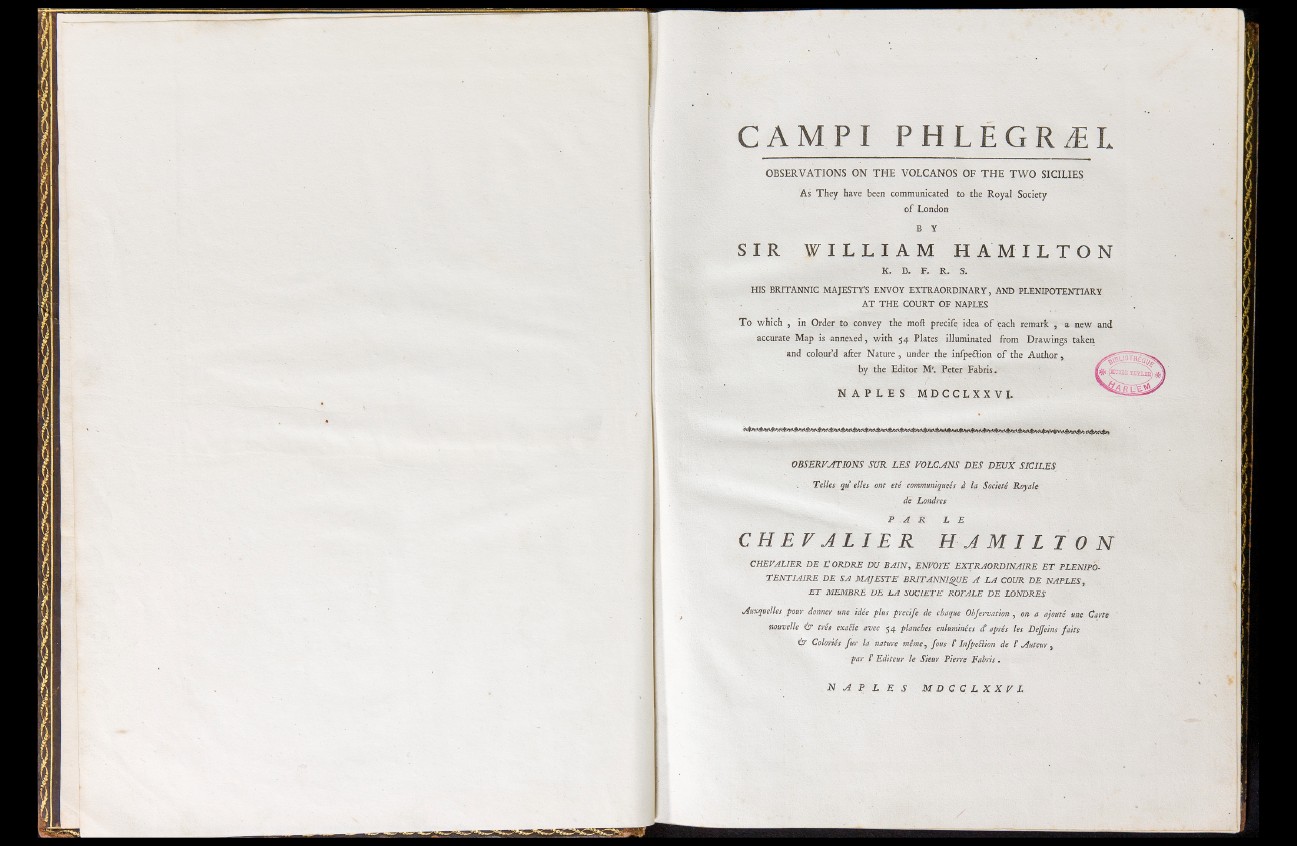 CAMPI PHLEGRÆI.
OBSERVATIONS ON THE VOLCANOS OF THE TWO SICILIES
As They have been communicated to the Royal Society
of London
BY
SIR WILLIAM HAMILTON
K. B. F. R. S.
HIS BRITANNIC MAJESTY'S ENVOY EXTRAORDINARY, AND PLENIPOTENTIARY
AT THE COURT OF NAPLES
To which , in Order to convey the moſt preciſe idea of each remark , a new and
accurate Map is annexed, with 54 Plates illuminated from Drawings taken
and colour'd after Nature , under the inſpection of the Author ,
by the Editor Mr. Peter Fabris.
NAPLES MDCCLXXVI.
BIBLIOTHÈQUE
HARLEM
OBSERVATIONS SUR LES VOLCANS DES DEUX SICILES
Telles qu' elles ont eté communiqueés à la Societé Royale
de Londres
PAR LE
CHEVALIER HAMILTON
CHEVALIER DE L'ORDRE DU BAIN, ENVOYE' EXTRAORDINAIRE ET PLENIPO-
TENTIAIRE DE SA MAJESTE' BRITANNIQUE A LA COUR DE NAPLES,
ET MEMBRE DE LA SOCIETE' ROYALE DE LONDRES
Auxquelles pour donner une idée plus preciſe de chaque Obſervation , on a ajouté une Carte
nouvelle & trés exacte avec 54 planches enluminées d' aprés les Deſſeins faits
& Coloriés ſur la nature même, ſous l' Inſpection de l' Auteur ,
par l' Editeur le Sieur Pierre Fabris .
NAPLES MDCCLXXVI.